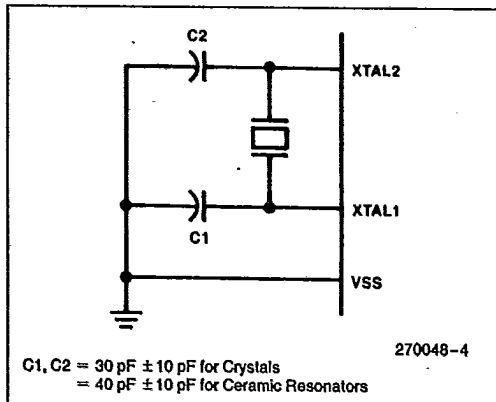 C2
XTAL2
XTAL1
C1
VSS
270048-4
C1, C2 = 30 pF ±10 pF for Crystals
= 40 pF ±10 pF for Ceramic Resonators